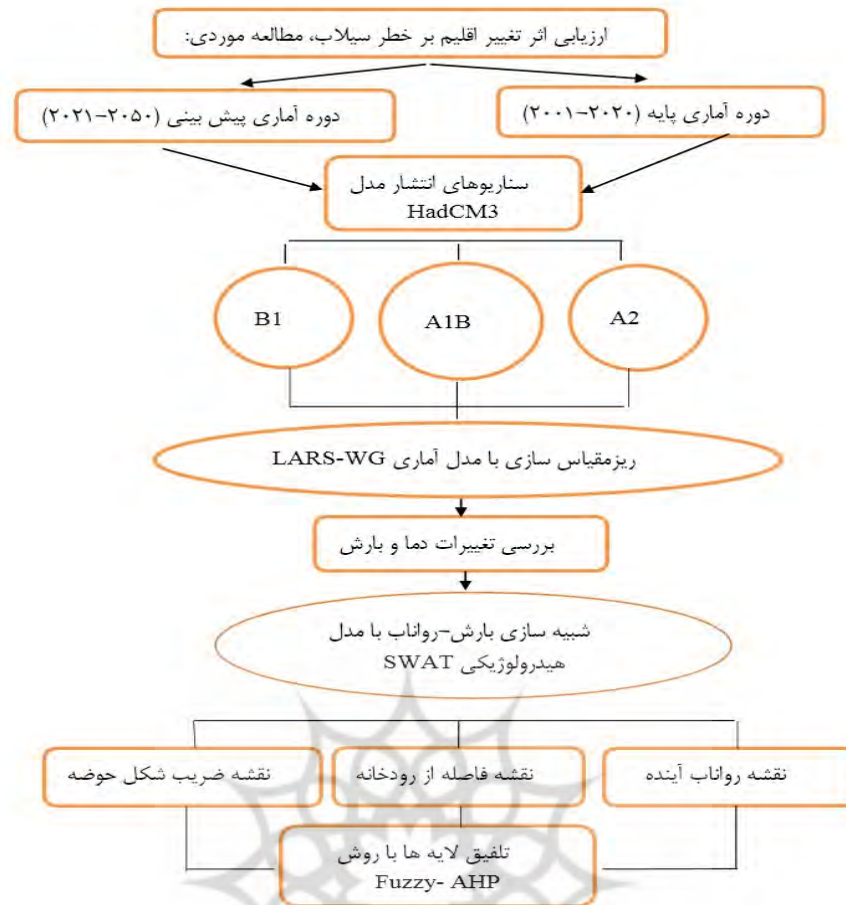 ارزیابی اثر تغییر اقلیم بر خطر سیلاب، مطالعه موردی:
دوره آماری پایه (۲۰۲۰-۲۰۰۱)
دوره آماری پیش بینی (۲۰۵۰-۲۰۲۱)
سناریوهای انتشار مدل
HadCM3
A2
A1B
B1
ریزمقیاس سازی با مدل آماری LARS-WG
بررسی تغییرات دما و بارش
شبیه سازی بارش-رواناب با مدل
هیدرولوژیکی SWAT
نقشه رواناب آینده
نقشه فاصله از رودخانه
نقشه ضریب شکل حوضه
تلفیق لایه ها با روش
Fuzzy- AHP